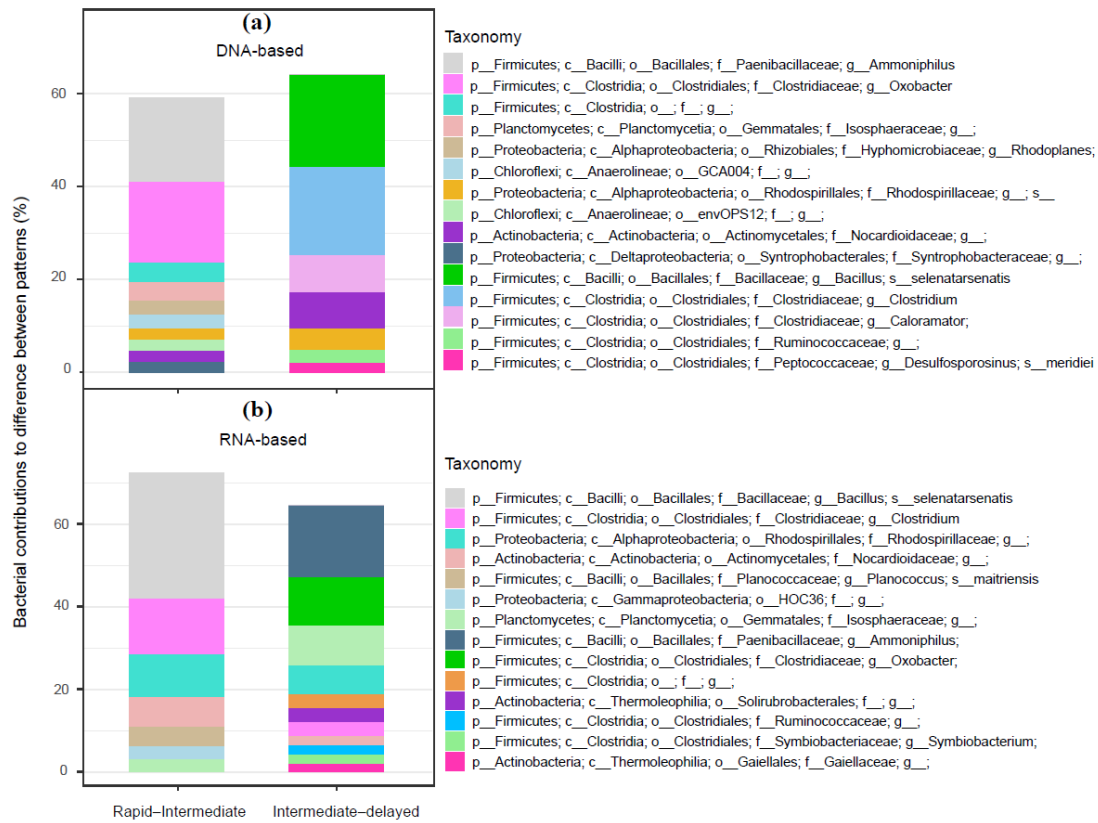 (a)
DNA-based
60
40
20
0
Bacterial contributions to difference between patterns (%)
Taxonomy
p__Firmicutes; c__Bacilli; o__Bacillales; f__Paenibacillaceae; g__Ammoniphilus
p__Firmicutes; c__Clostridia; o__Clostridiales; f__Clostridiaceae; g__Oxobacter
p__Firmicutes; c__Clostridia; o__; f__; g__;
p__Planctomycetes; c__Planctomycetia; o__Gemmatales; f__Isosphaeraceae; g__;
p__Proteobacteria; c__Alphaproteobacteria; o__Rhizobiales; f__Hyphomicrobiaceae; g__Rhodoplanes;
p__Chloroflexi; c__Anaerolineae; o__GCA004; f__; g__;
p__Proteobacteria; c__Alphaproteobacteria; o__Rhodospirillales; f__Rhodospirillaceae; g__; s__
p__Chloroflexi; c__Anaerolineae; o__envOPS12; f__; g__;
p__Actinobacteria; c__Actinobacteria; o__Actinomycetales; f__Nocardioidaceae; g__;
p__Proteobacteria; c__Deltaproteobacteria; o__Syntrophobacterales; f__Syntrophobacteraceae; g__;
p__Firmicutes; c__Bacilli; o__Bacillales; f__Bacillaceae; g__Bacillus; s__selenatarsenatis
p__Firmicutes; c__Clostridia; o__Clostridiales; f__Clostridiaceae; g__Clostridium
p__Firmicutes; c__Clostridia; o__Clostridiales; f__Clostridiaceae; g__Caloramator;
p__Firmicutes; c__Clostridia; o__Clostridiales; f__Ruminococcaceae; g__;
p__Firmicutes; c__Clostridia; o__Clostridiales; f__Peptococcaceae; g__Desulfosporosinus; s__meridiei
(b)
RNA-based
60
40
20
0
Rapid–Intermediate
Intermediate–delayed
Taxonomy
p__Firmicutes; c__Bacilli; o__Bacillales; f__Bacillaceae; g__Bacillus; s__selenatarsenatis
p__Firmicutes; c__Clostridia; o__Clostridiales; f__Clostridiaceae; g__Clostridium
p__Proteobacteria; c__Alphaproteobacteria; o__Rhodospirillales; f__Rhodospirillaceae; g__;
p__Actinobacteria; c__Actinobacteria; o__Actinomycetales; f__Nocardioidaceae; g__;
p__Firmicutes; c__Bacilli; o__Bacillales; f__Planococcaceae; g__Planococcus; s__maitriensis
p__Proteobacteria; c__Gammaproteobacteria; o__HOC36; f__; g__;
p__Planctomycetes; c__Planctomycetia; o__Gemmatales; f__Isosphaeraceae; g__;
p__Firmicutes; c__Bacilli; o__Bacillales; f__Paenibacillaceae; g__Ammoniphilus;
p__Firmicutes; c__Clostridia; o__Clostridiales; f__Clostridiaceae; g__Oxobacter;
p__Firmicutes; c__Clostridia; o__; f__; g__;
p__Actinobacteria; c__Thermoleophilia; o__Solirubrobacterales; f__; g__;
p__Firmicutes; c__Clostridia; o__Clostridiales; f__Ruminococcaceae; g__;
p__Firmicutes; c__Clostridia; o__Clostridiales; f__Symbiobacteriaceae; g__Symbiobacterium;
p__Actinobacteria; c__Thermoleophilia; o__Gaiellales; f__Gaiellaceae; g__;